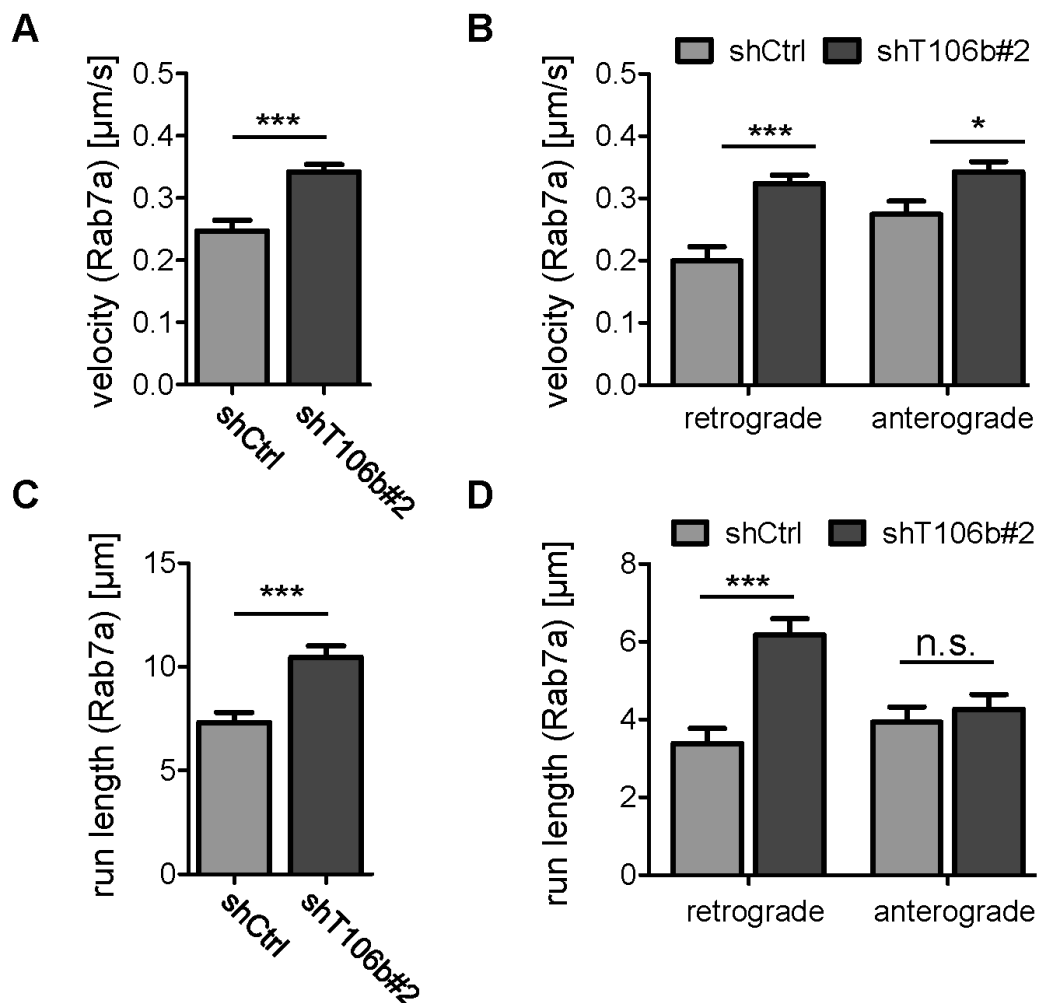 A
velocity (Rab7a) [µm/s]
0.5
0.4
0.3
0.2
0.1
0.0
***
shCtrl
shT106b#2
B
shCtrl shT106b#2
velocity (Rab7a) [µm/s]
0.5
0.4
0.3
0.2
0.1
0.0
***
*
retrograde anterograde
C
run length (Rab7a) [µm]
15
10
5
0
***
shCtrl
shT106b#2
D
shCtrl shT106b#2
run length (Rab7a) [µm]
8
6
4
2
0
***
n.s.
retrograde anterograde